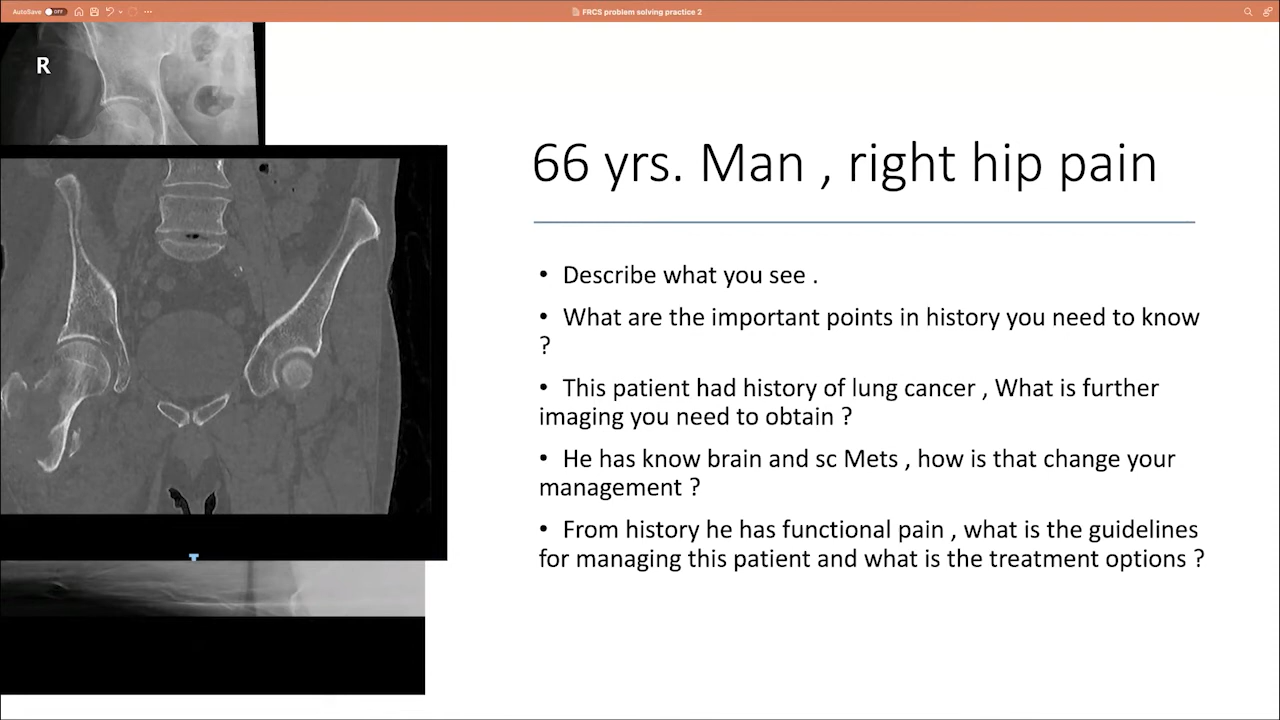 AutoSave OFF
FRCS problem solving practice 2
R
66 yrs. Man , right hip pain
• Describe what you see .
• What are the important points in history you need to know
?
• This patient had history of lung cancer , What is further
imaging you need to obtain ?
• He has know brain and sc Mets , how is that change your
management ?
• From history he has functional pain , what is the guidelines
for managing this patient and what is the treatment options ?